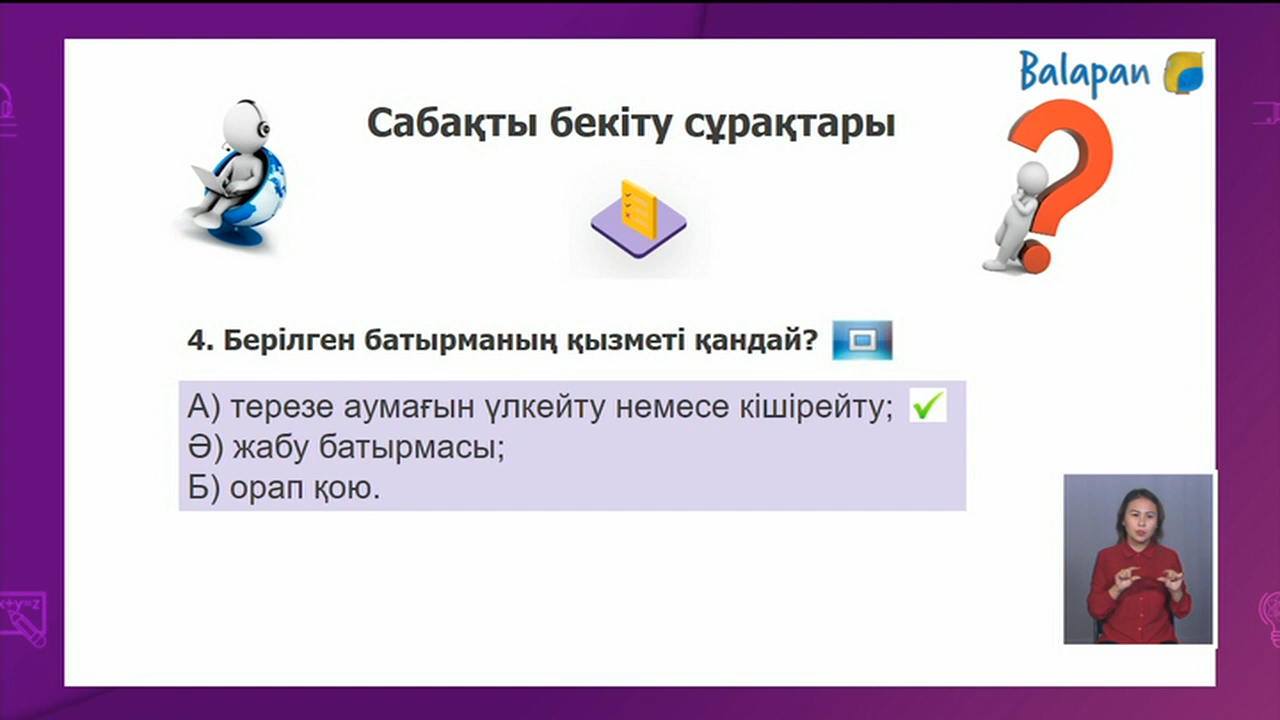 Balapan
Сабақты бекіту сұрақтары
4. Берілген батырманың қызметі қандай?
А) терезе аумағын үлкейту немесе кішірейту;
Ә) жабу батырмасы;
Б) орап қою.
x+y=z